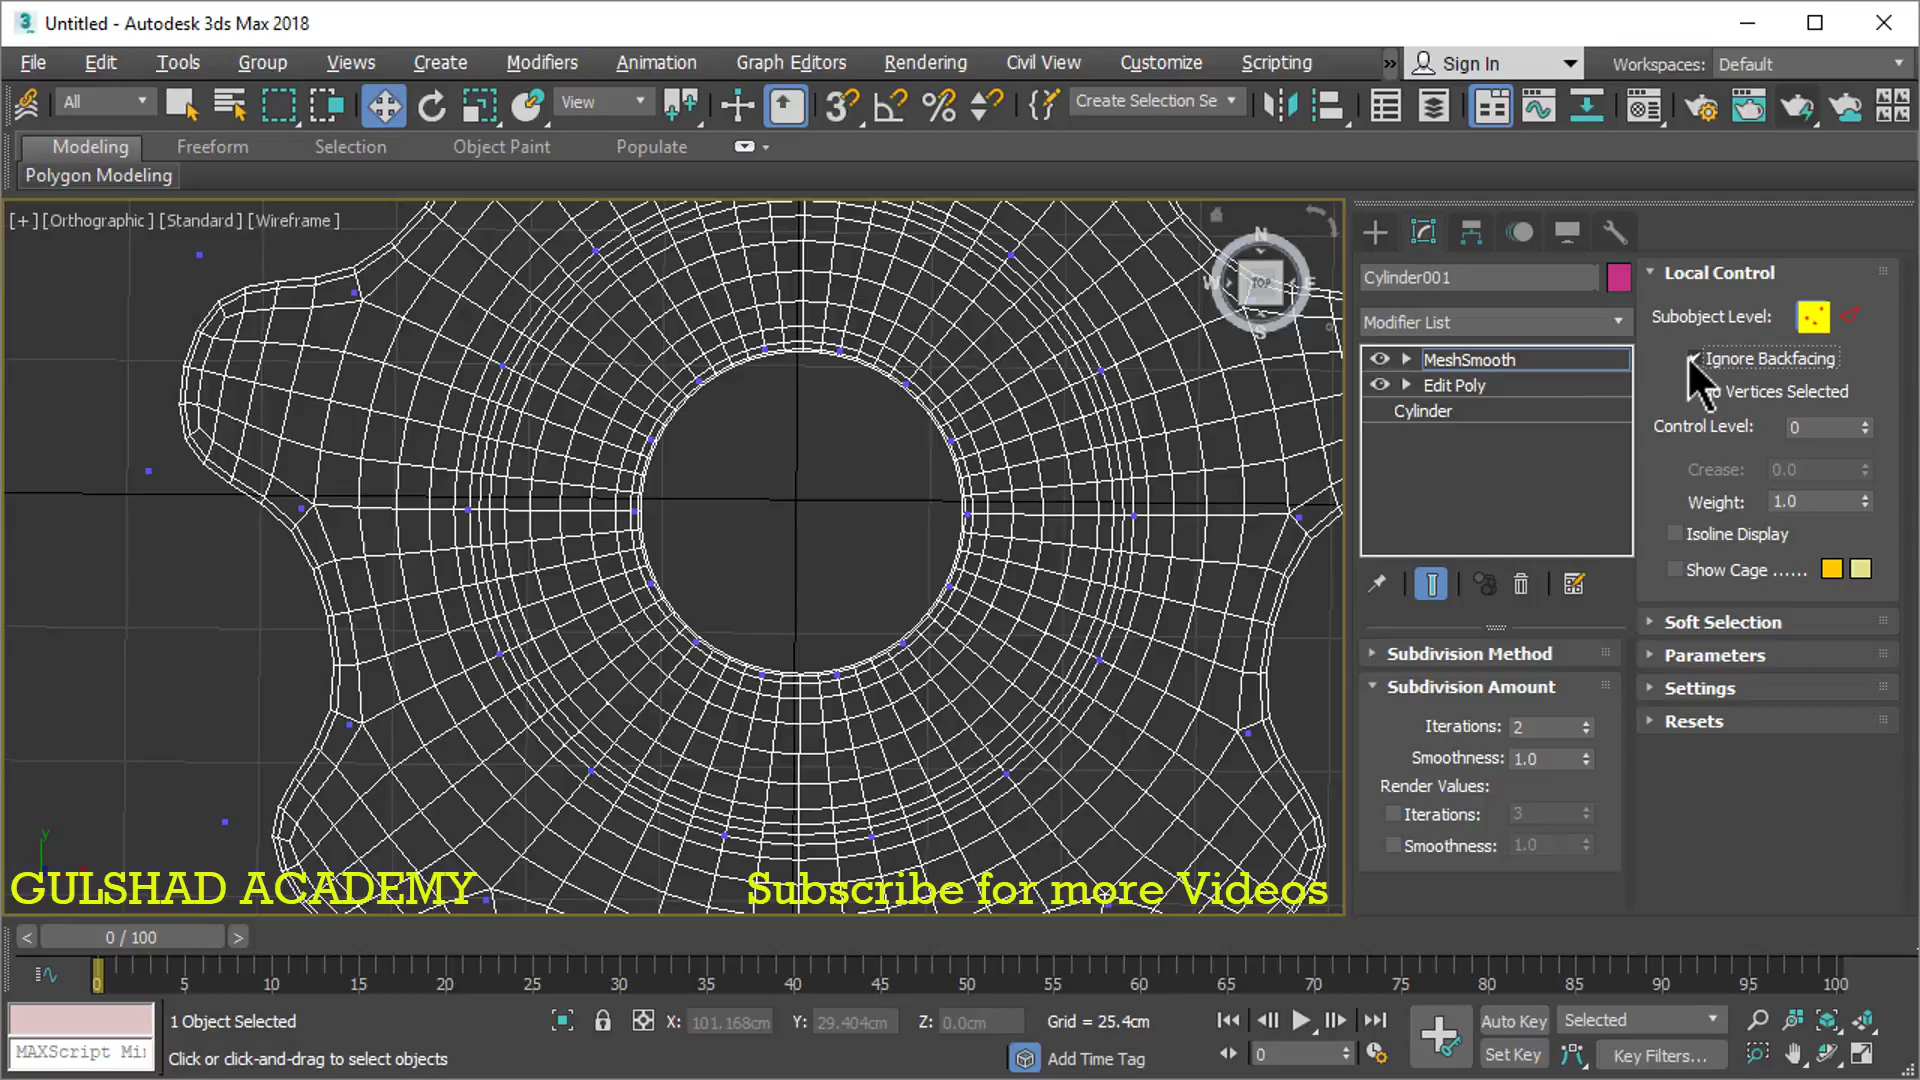 Untitled - Autodesk 3ds Max 2018
File Edit Tools Group Views Create Modifiers Animation Graph Editors Rendering Civil View Customize Scripting » Sign In Workspaces: Default
All View Create Selection Se
Modeling Freeform Selection Object Paint Populate
Polygon Modeling
[+] [Orthographic] [Standard] [Wireframe]
N
W TOP E
S
Cylinder001
Modifier List
MeshSmooth
Edit Poly
Cylinder
Subdivision Method
Subdivision Amount
Iterations: 2
Smoothness: 1.0
Render Values:
Iterations: 3
Smoothness: 1.0
Local Control
Subobject Level:
Ignore Backfacing
Vertices Selected
Control Level: 0
Crease: 0.0
Weight: 1.0
Isoline Display
Show Cage ......
Soft Selection
Parameters
Settings
Resets
y
GULSHAD ACADEMY Subscribe for more Videos
< 0 / 100 >
0 5 10 15 20 25 30 35 40 45 50 55 60 65 70 75 80 85 90 95 100
1 Object Selected X: 101.168cm Y: 29.404cm Z: 0.0cm Grid = 25.4cm Auto Key Selected
MAXScript Mi Click or click-and-drag to select objects Add Time Tag 0 Set Key Key Filters...